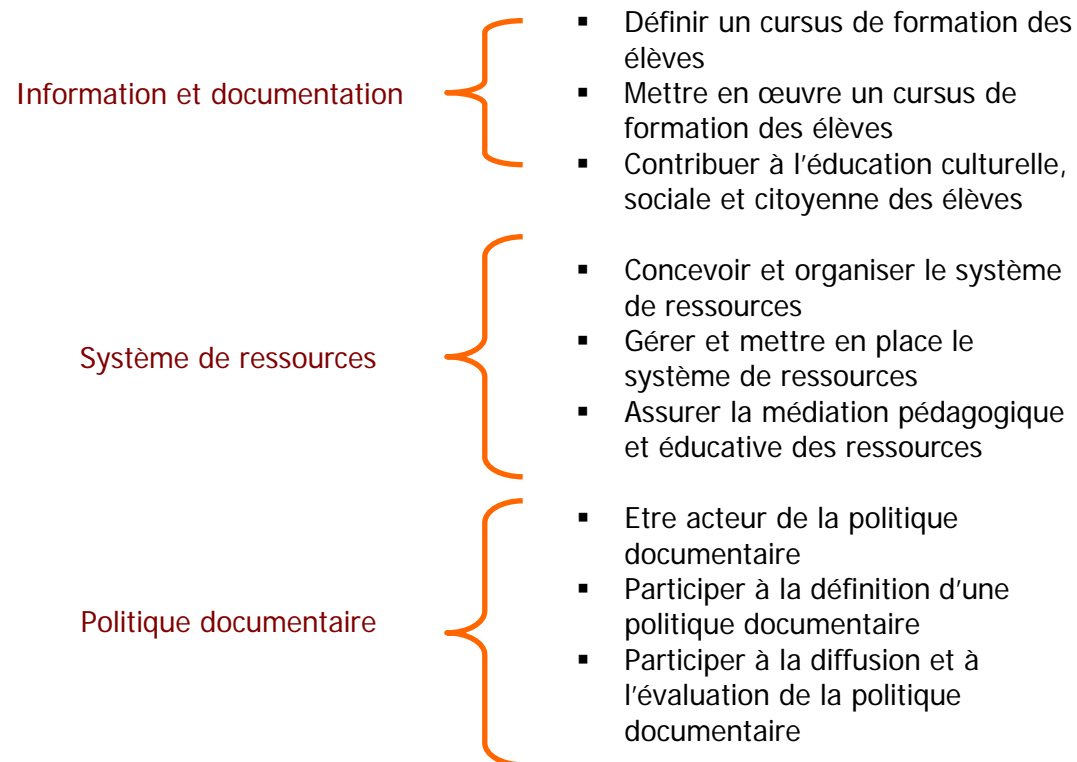 Information et documentation
▪ Définir un cursus de formation des
élèves
▪ Mettre en œuvre un cursus de
formation des élèves
▪ Contribuer à l'éducation culturelle,
sociale et citoyenne des élèves
Système de ressources
▪ Concevoir et organiser le système
de ressources
▪ Gérer et mettre en place le
système de ressources
▪ Assurer la médiation pédagogique
et éducative des ressources
Politique documentaire
▪ Etre acteur de la politique
documentaire
▪ Participer à la définition d'une
politique documentaire
▪ Participer à la diffusion et à
l'évaluation de la politique
documentaire